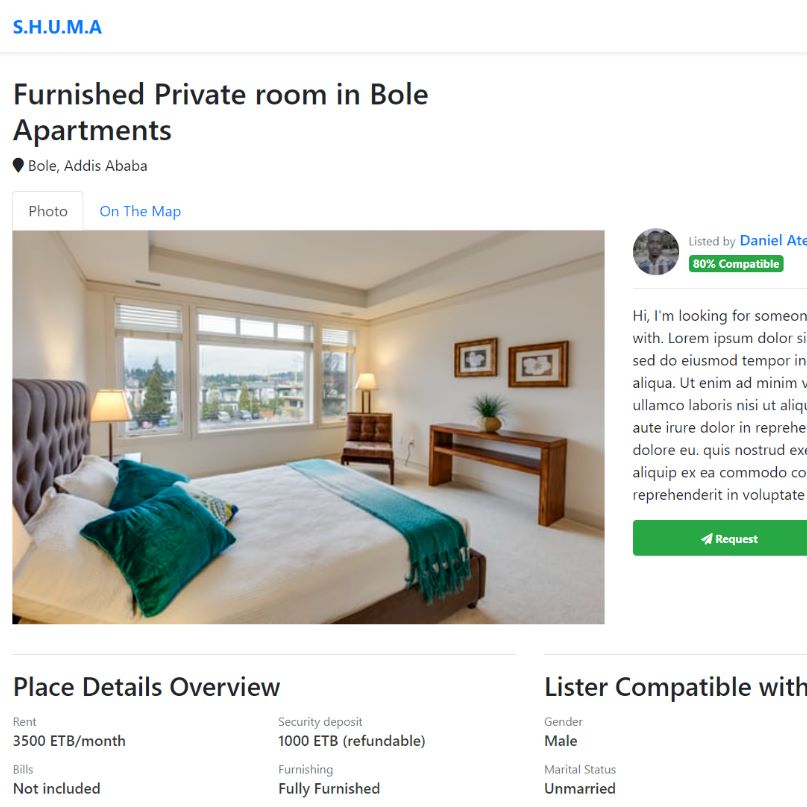 S.H.U.M.A
Furnished Private room in Bole
Apartments
Bole, Addis Ababa
Photo
On The Map
Listed by Daniel Ate
80% Compatible
Hi, I'm looking for someon
with. Lorem ipsum dolor si
sed do eiusmod tempor in
aliqua. Ut enim ad minim v
ullamco laboris nisi ut aliqu
aute irure dolor in reprehe
dolore eu. quis nostrud exe
aliquip ex ea commodo co
reprehenderit in voluptate
Request
Place Details Overview
Rent
3500 ETB/month
Security deposit
1000 ETB (refundable)
Bills
Not included
Furnishing
Fully Furnished
Lister Compatible with
Gender
Male
Marital Status
Unmarried